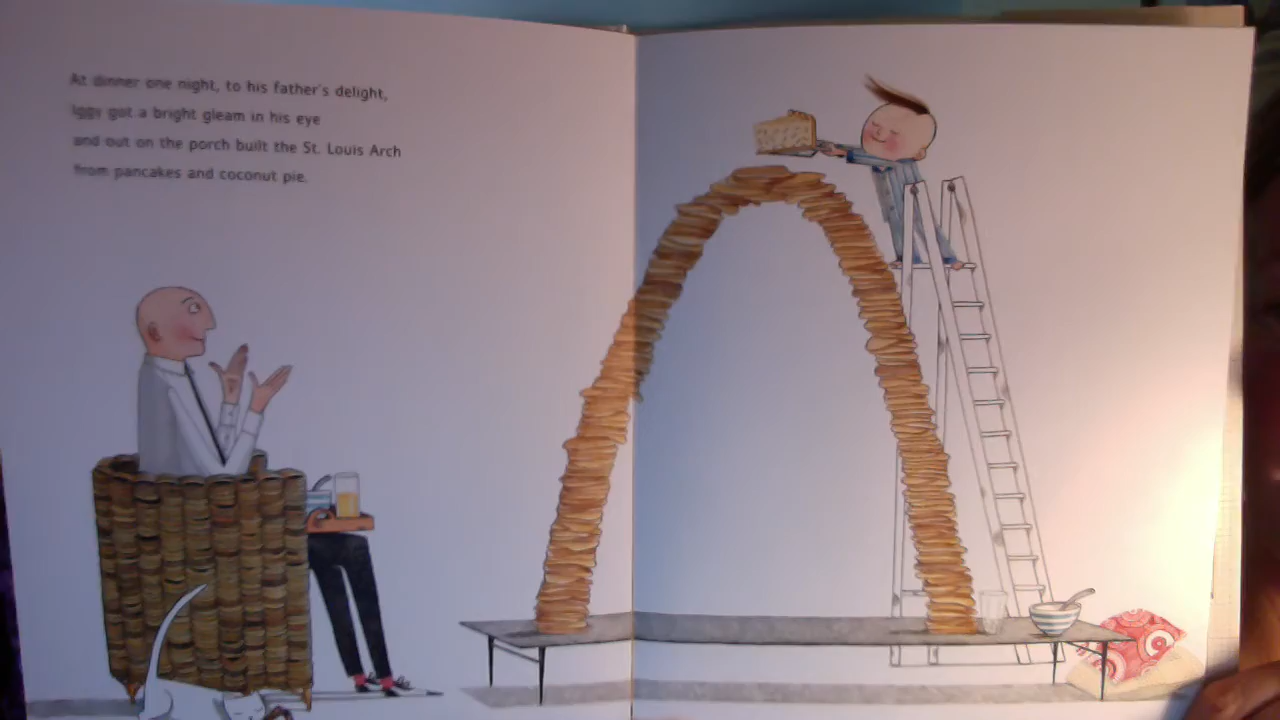 At dinner one night, to his father's delight,
Iggy got a bright gleam in his eye
and out on the porch built the St. Louis Arch
from pancakes and coconut pie.